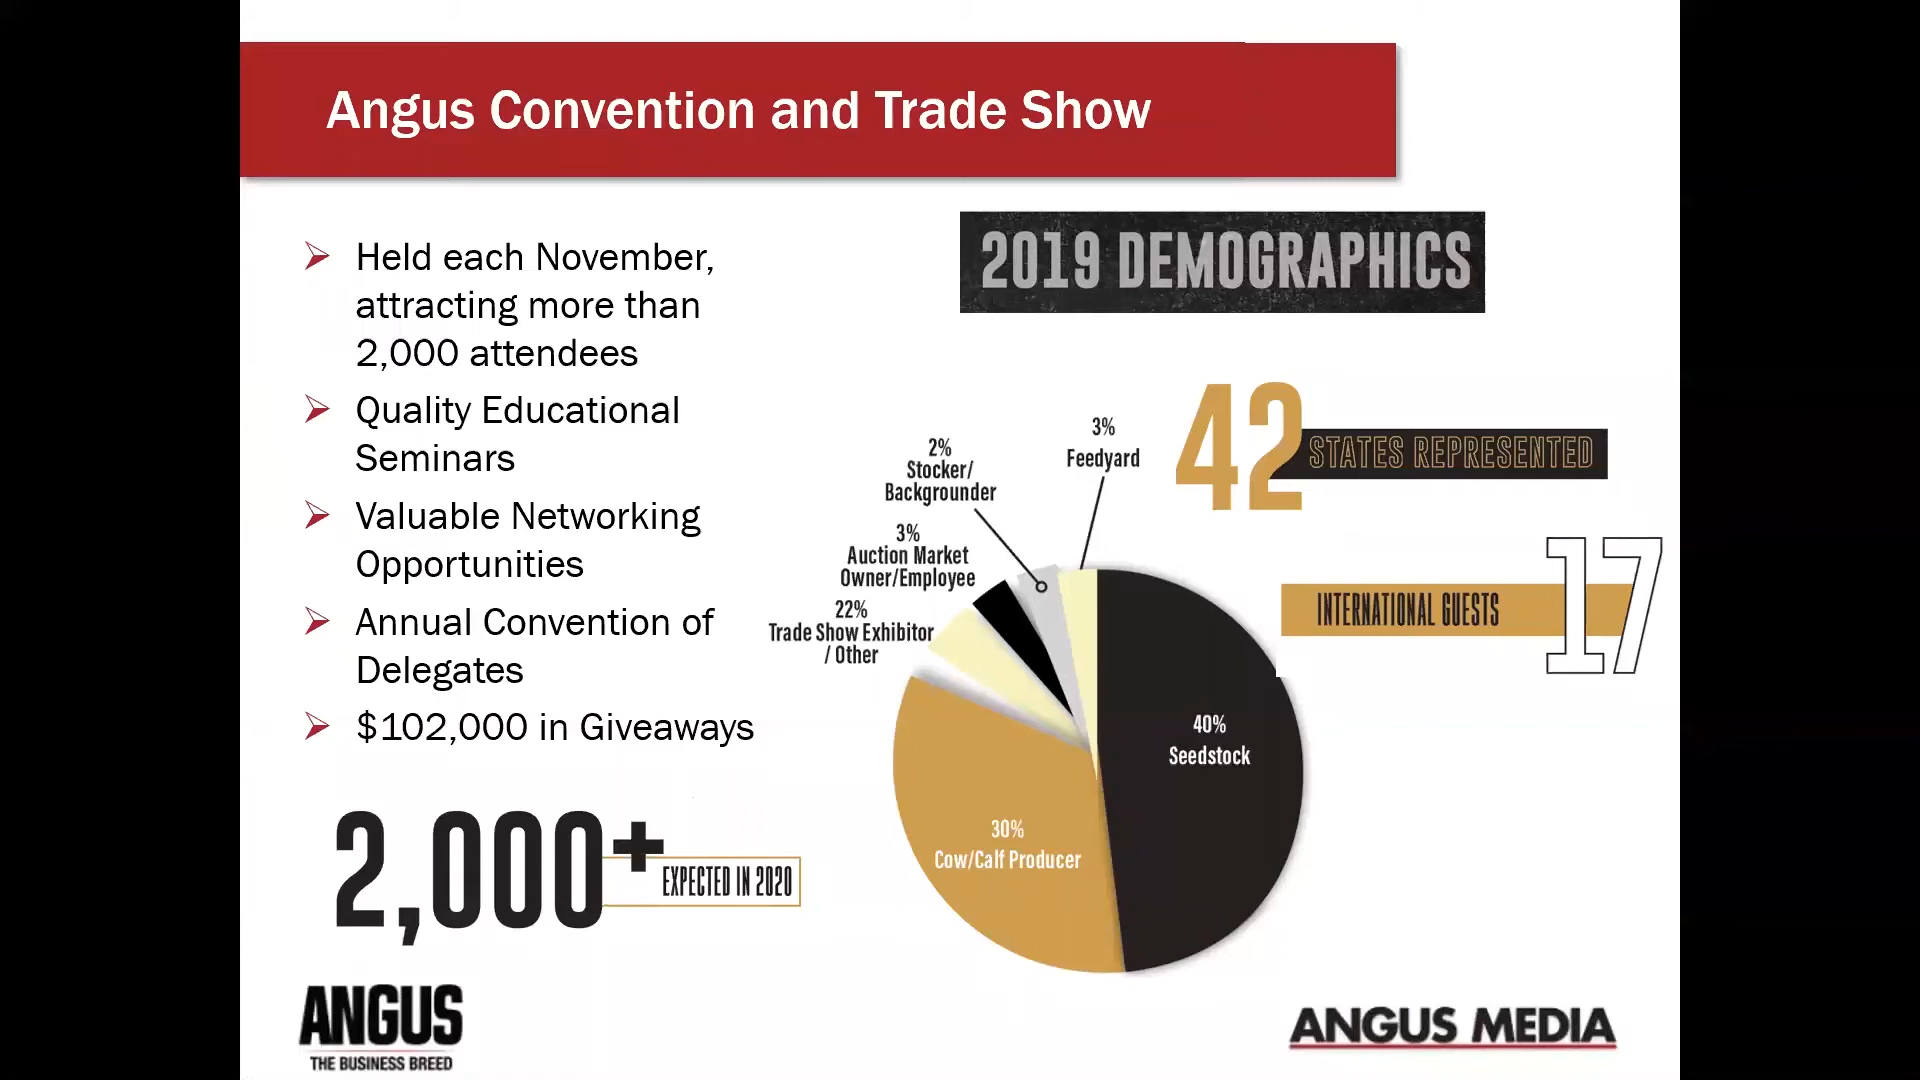 Angus Convention and Trade Show
Held each November,
attracting more than
2,000 attendees
Quality Educational
Seminars
Valuable Networking
Opportunities
Annual Convention of
Delegates
$102,000 in Giveaways
2,000+
EXPECTED IN 2020
2019 DEMOGRAPHICS
42
STATES REPRESENTED
17
INTERNATIONAL GUESTS
3%
Feedyard
2%
Stocker/
Backgrounder
3%
Auction Market
Owner/Employee
22%
Trade Show Exhibitor
/ Other
40%
Seedstock
30%
Cow/Calf Producer
ANGUS
THE BUSINESS BREED
ANGUS MEDIA